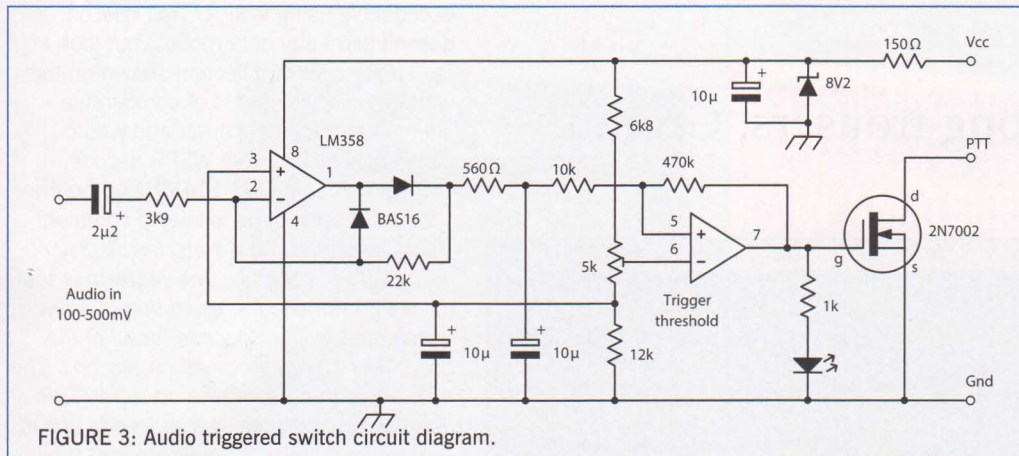 150Ω
Vcc
10µ
+
8V2
6k8
PTT
LM358
8
3
+
2
−
1
560Ω
10k
470k
d
2N7002
g
s
3k9
2µ2
+
BAS16
22k
5k
5
+
6
−
7
Trigger
threshold
1k
Audio in
100-500mV
+
10µ
+
10µ
12k
Gnd
FIGURE 3: Audio triggered switch circuit diagram.